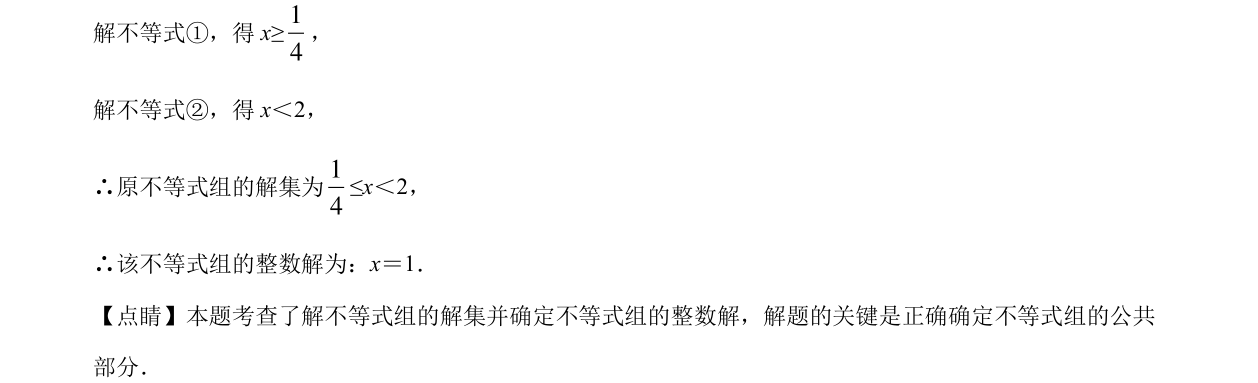 解不等式①，得 x≥1/4，
解不等式②，得 x＜2，
∴原不等式组的解集为1/4≤x＜2，
∴该不等式组的整数解为：x＝1．
【点睛】本题考查了解不等式组的解集并确定不等式组的整数解，解题的关键是正确确定不等式组的公共
部分．